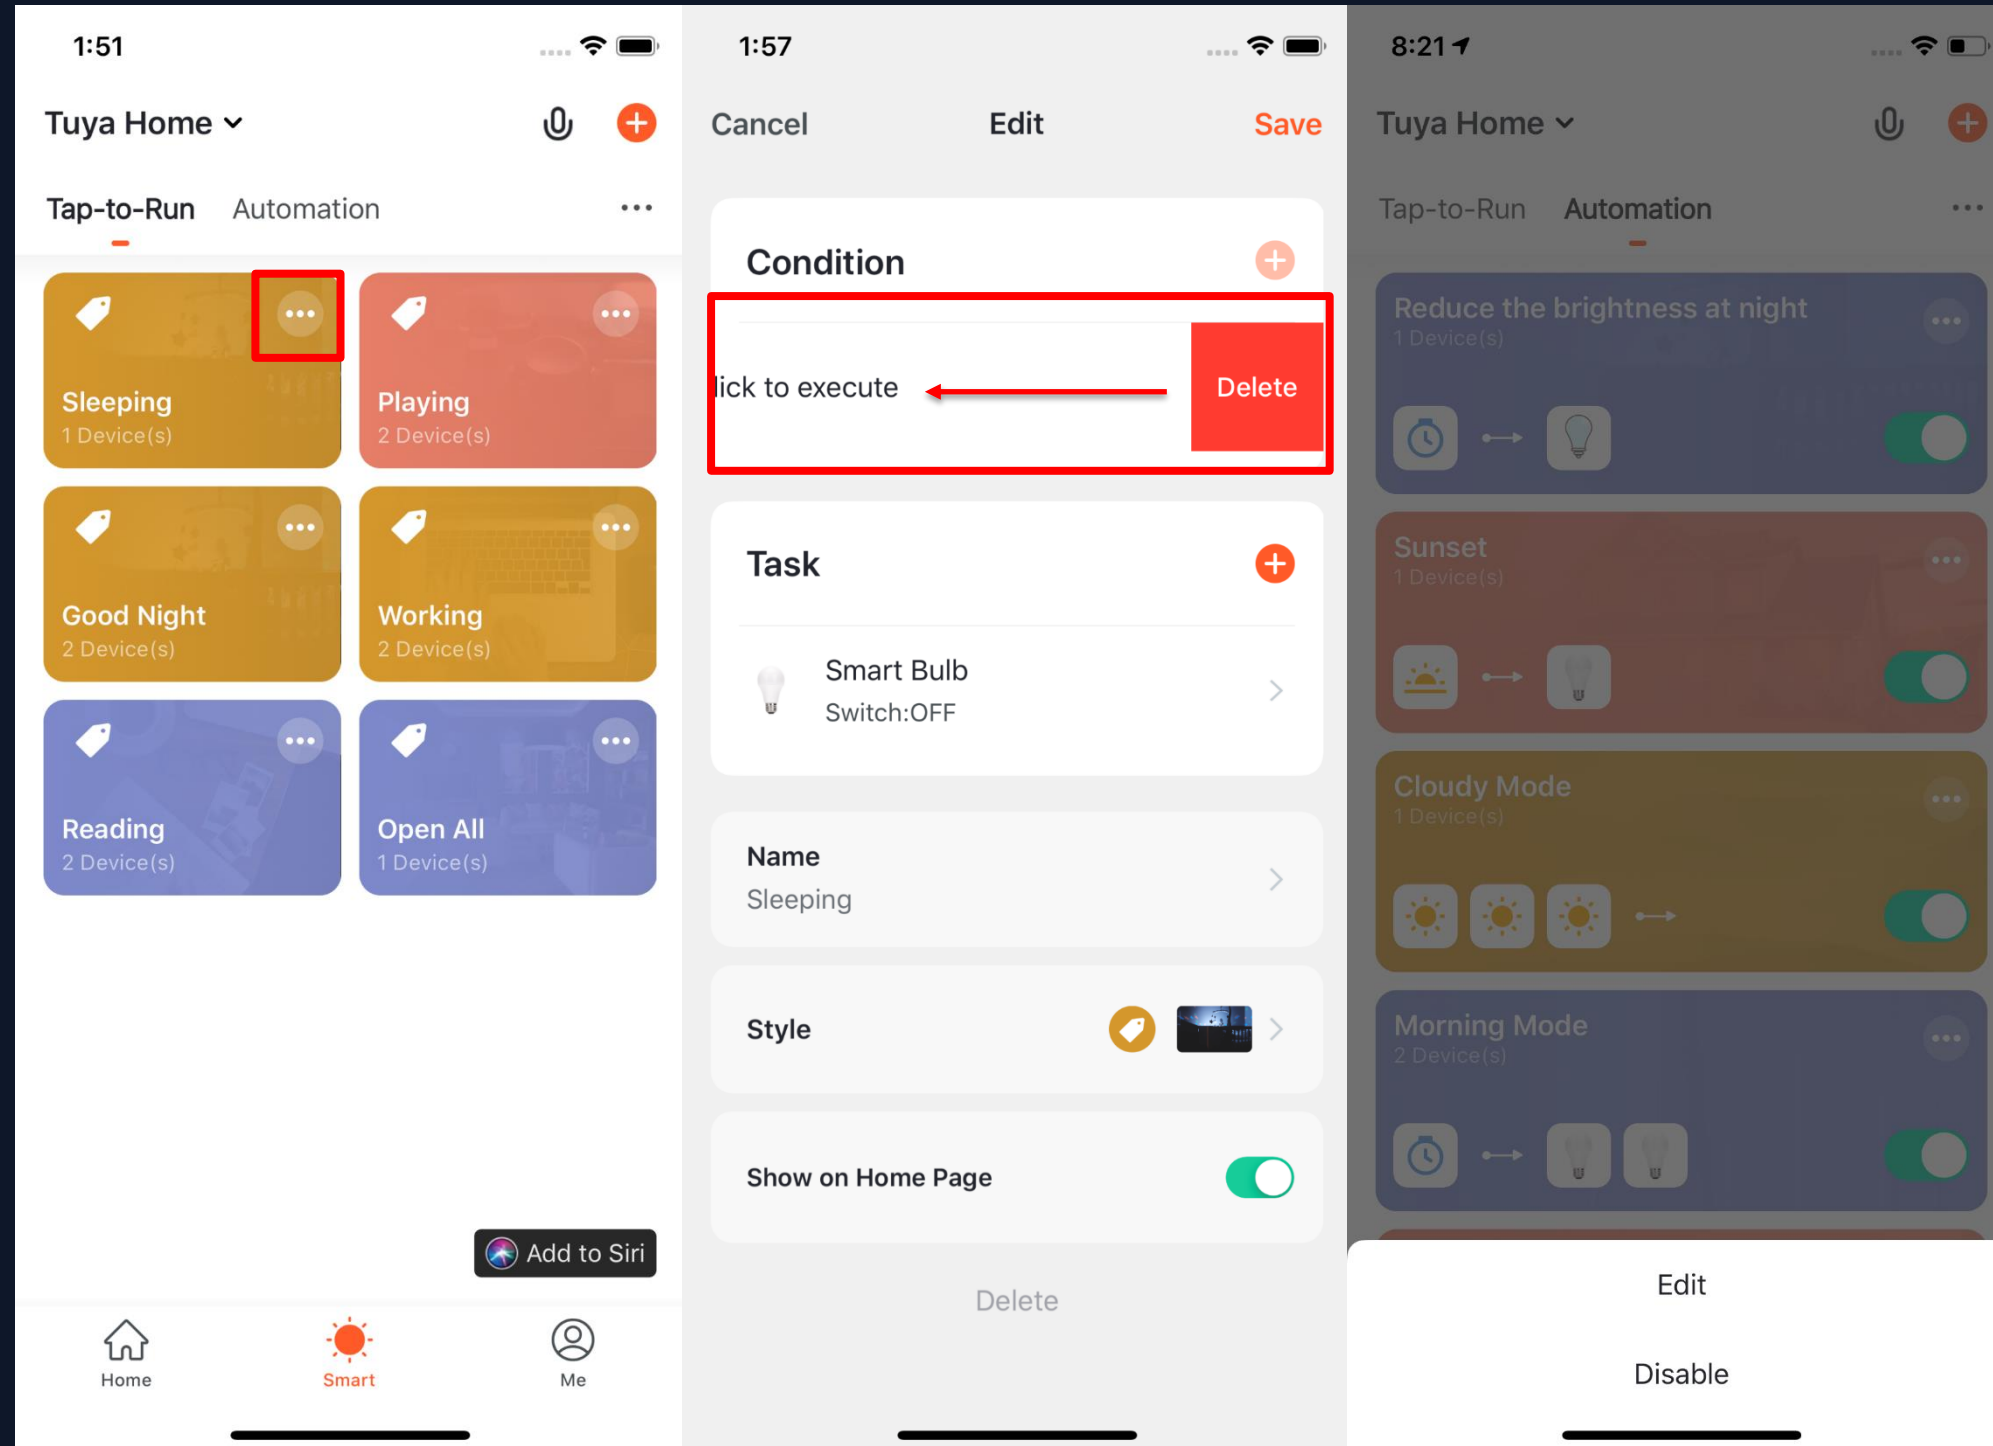 1:51
Tuya Home
Tap-to-Run Automation
Sleeping
1 Device(s)
Playing
2 Device(s)
Good Night
2 Device(s)
Working
2 Device(s)
Reading
2 Device(s)
Open All
1 Device(s)
Add to Siri
Home
Smart
Me
1:57
Cancel Edit Save
Condition
lick to execute
Delete
Task
Smart Bulb
Switch:OFF
Name
Sleeping
Style
Show on Home Page
Delete
8:21
Tuya Home
Tap-to-Run Automation
Reduce the brightness at night
1 Device(s)
Sunset
1 Device(s)
Cloudy Mode
1 Device(s)
Morning Mode
2 Device(s)
Edit
Disable